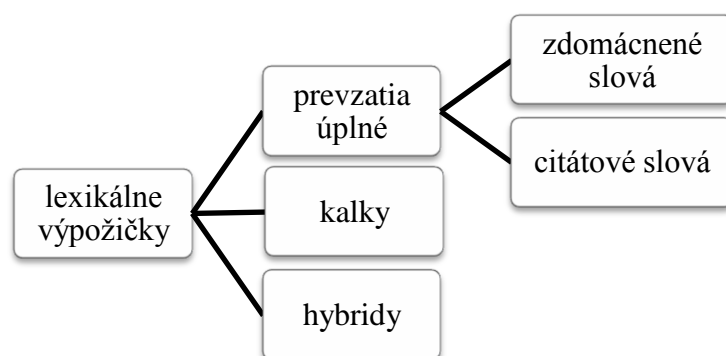 lexikálne
výpožičky
prevzatia
úplné
zdomácnené
slová
citátové slová
kalky
hybridy